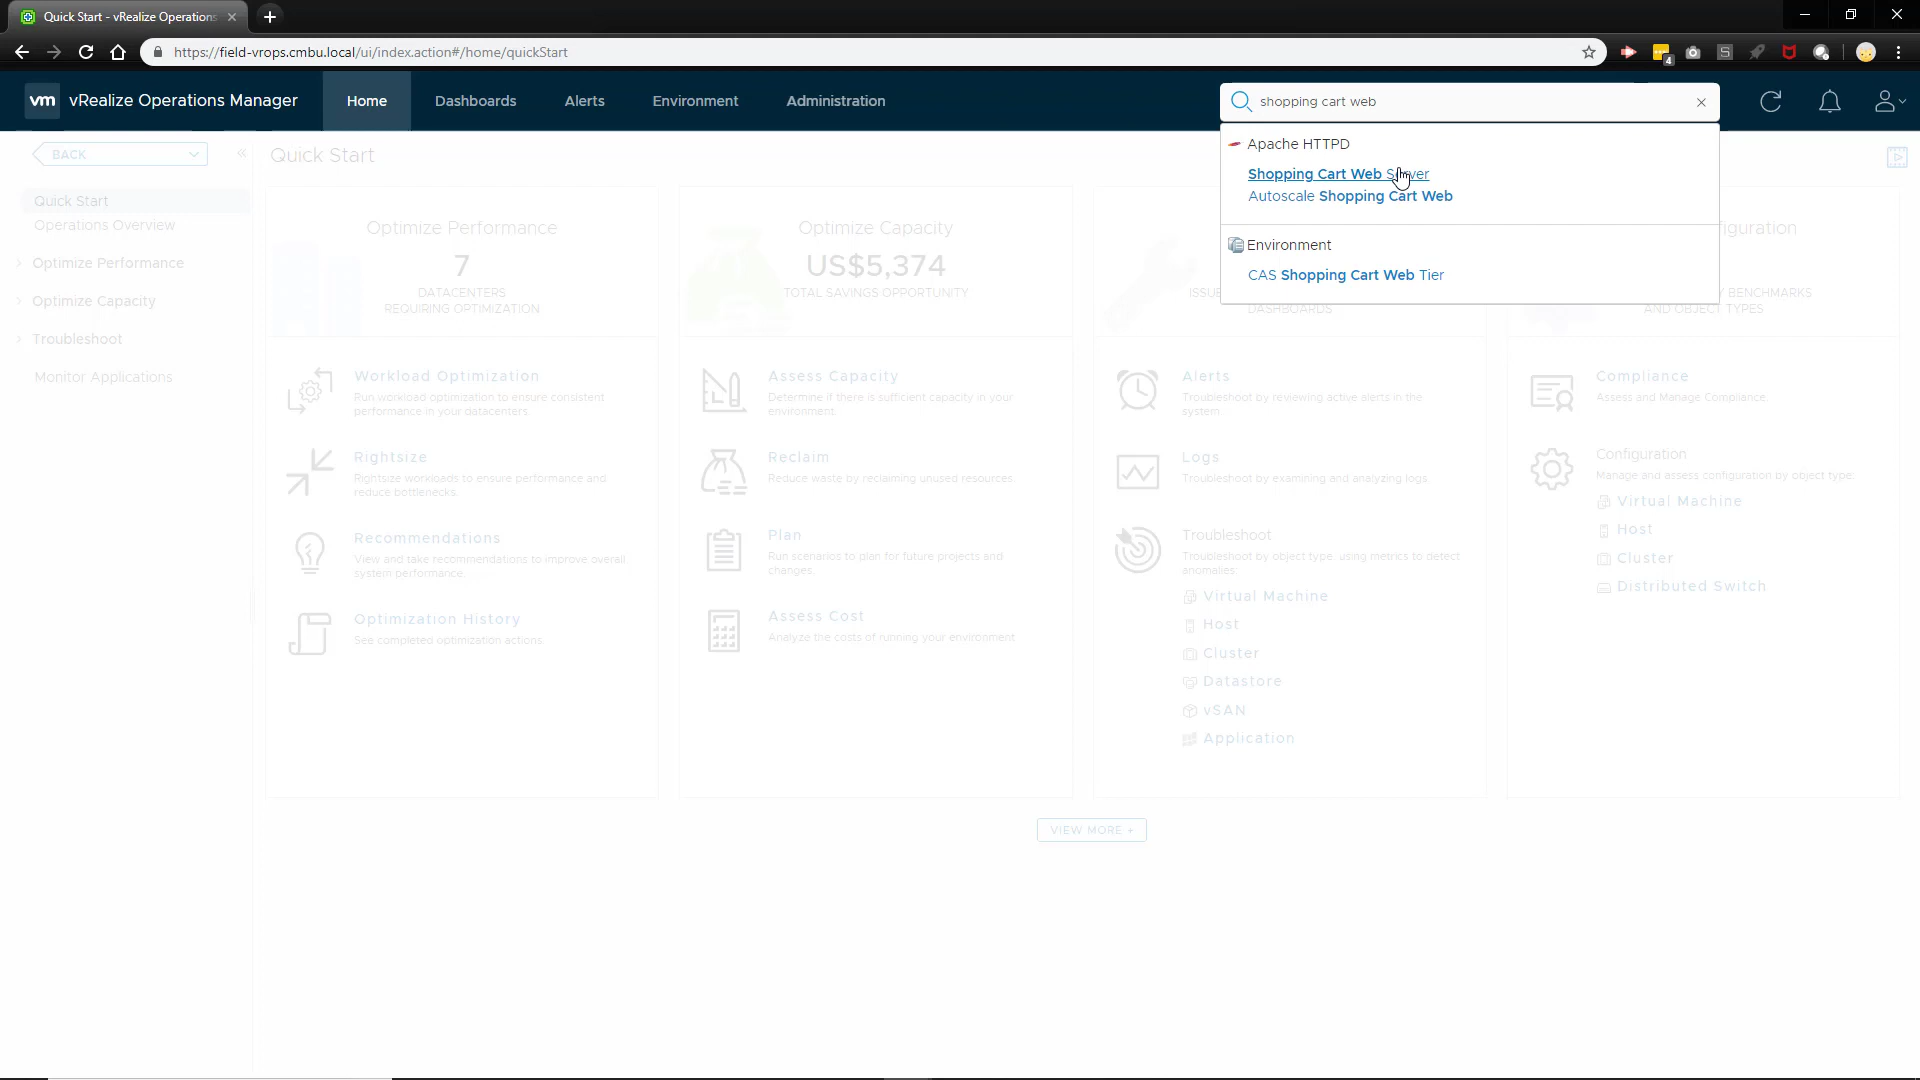 Quick Start - vRealize Operations
https://field-vrops.cmbu.local/ui/index.action#/home/quickStart
4
S
vm vRealize Operations Manager
Home
Dashboards
Alerts
Environment
Administration
shopping cart web
Apache HTTPD
Shopping Cart Web Server
Autoscale Shopping Cart Web
Environment
CAS Shopping Cart Web Tier
BACK
Quick Start
Operations Overview
Optimize Performance
Optimize Capacity
Troubleshoot
Monitor Applications
Quick Start
Optimize Performance
7
DATACENTERS
REQUIRING OPTIMIZATION
Workload Optimization
Run workload optimization to ensure consistent
performance in your datacenters.
Rightsize
Rightsize workloads to ensure performance and
reduce bottlenecks.
Recommendations
View and take recommendations to improve overall
system performance.
Optimization History
See completed optimization actions.
Optimize Capacity
US$5,374
TOTAL SAVINGS OPPORTUNITY
Assess Capacity
Determine if there is sufficient capacity in your
environment.
Reclaim
Reduce waste by reclaiming unused resources.
Plan
Run scenarios to plan for future projects and
changes.
Assess Cost
Analyze the costs of running your environment
DASHBOARDS
Alerts
Troubleshoot by reviewing active alerts in the
system
Logs
Troubleshoot by examining and analyzing logs.
Troubleshoot
Troubleshoot by object type, using metrics to detect
anomalies.
Virtual Machine
Host
Cluster
Datastore
vSAN
Application
BENCHMARKS
AND OBJECT TYPES
Compliance
Assess and Manage Compliance.
Configuration
Manage and assess configuration by object type.
Virtual Machine
Host
Cluster
Distributed Switch
VIEW MORE +